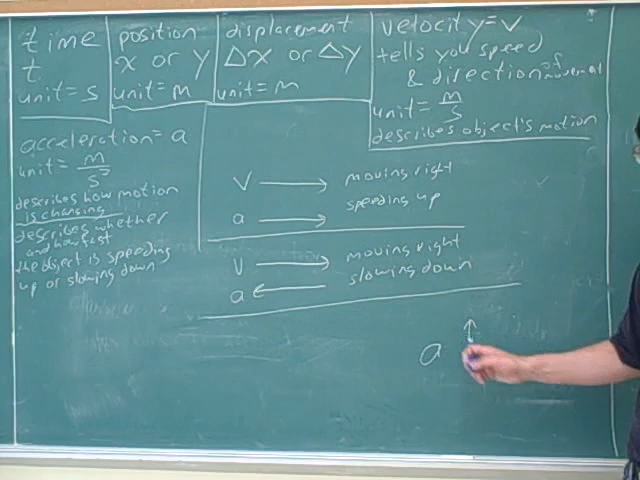 time
t
unit = s
position
x or y
unit = m
displacement
Δx or Δy
unit = m
velocity = v
tells you speed
& direction of movement
unit = m/s
describes object's motion
acceleration = a
unit = m/s²
describes how motion
is changing
describes whether
and how fast
the object is speeding
up or slowing down
v → moving right
a → speeding up
v → moving right
a ← slowing down
a ↑